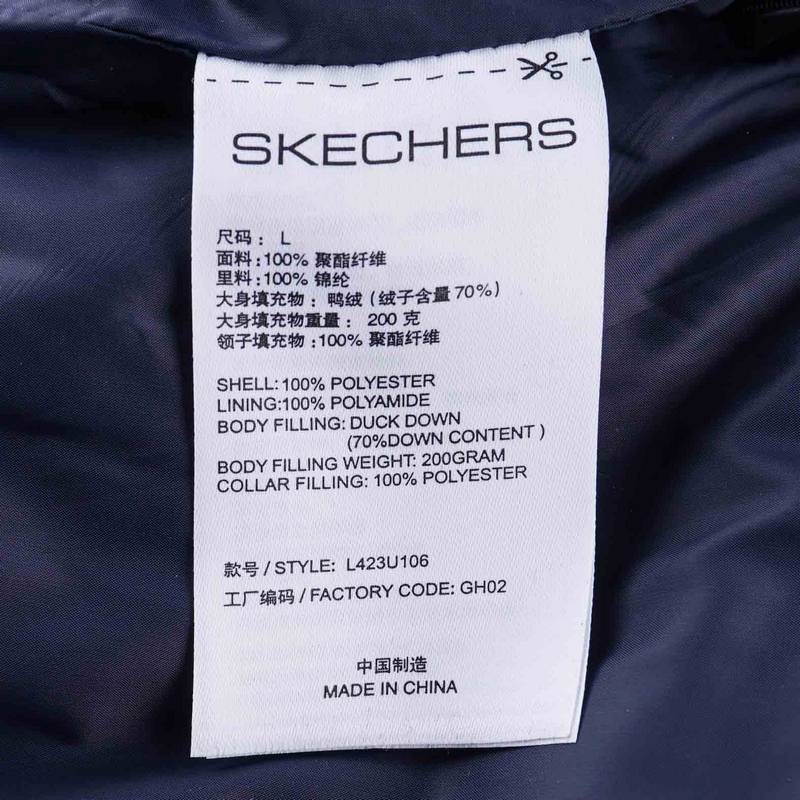 SKECHERS
尺码： L
面料:100% 聚酯纤维
里料:100% 锦纶
大身填充物：鸭绒（绒子含量70%）
大身填充物重量： 200 克
领子填充物:100% 聚酯纤维
SHELL:100% POLYESTER
LINING:100% POLYAMIDE
BODY FILLING: DUCK DOWN
(70%DOWN CONTENT )
BODY FILLING WEIGHT: 200GRAM
COLLAR FILLING: 100% POLYESTER
款号 / STYLE: L423U106
工厂编码 / FACTORY CODE: GH02
中国制造
MADE IN CHINA